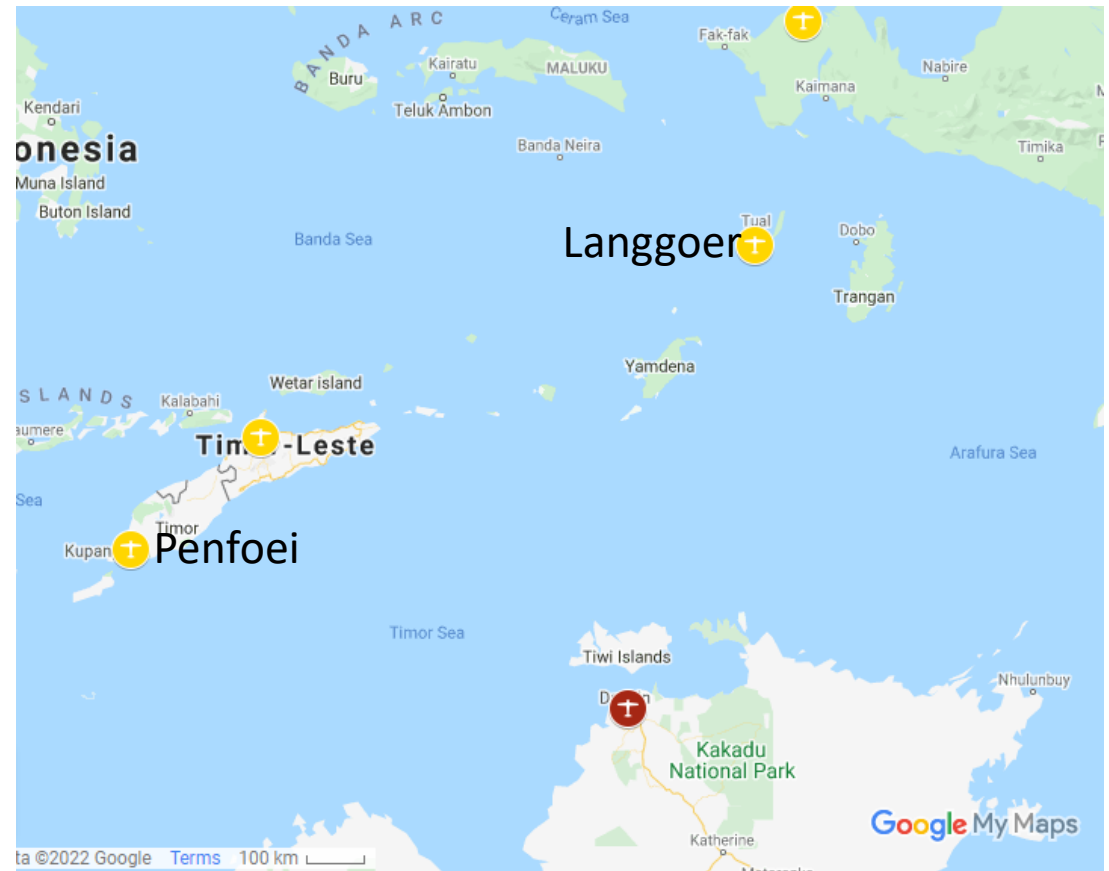 BANDA ARC
Ceram Sea
Fak-fak
Kairatu
MALUKU
Nabire
Buru
Kaimana
Kendari
Teluk Ambon
onesia
Banda Neira
Timika
Muna Island
Buton Island
Tual
Dobo
Banda Sea
Langgoer
Trangan
Yamdena
Wetar island
SLANDS
Kalabahi
aumere
Tim -Leste
Arafura Sea
Sea
Timor
Kupan
Penfoei
Timor Sea
Tiwi Islands
Nhulunbuy
D n
Kakadu
National Park
Google My Maps
Katherine
ta ©2022 Google Terms 100 km